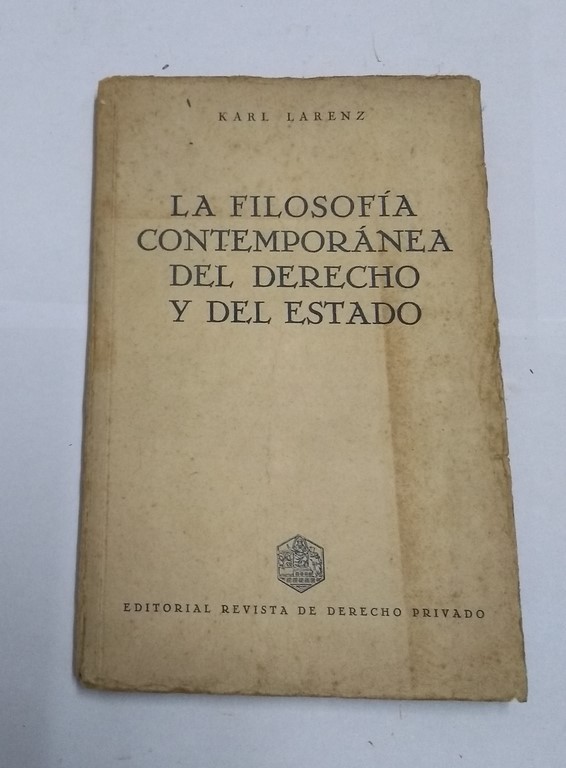 KARL LARENZ
LA FILOSOFÍA
CONTEMPORÁNEA
DEL DERECHO
Y DEL ESTADO
EDITORIAL REVISTA DE DERECHO PRIVADO